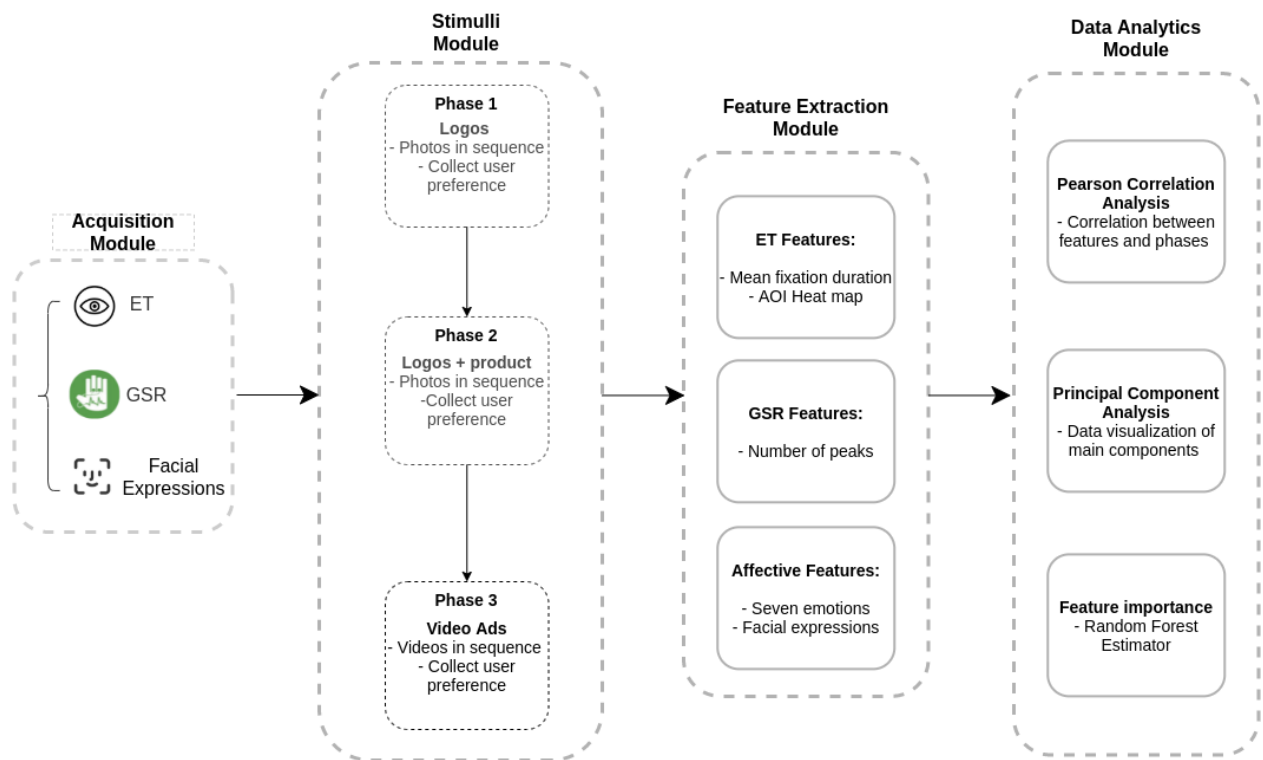 Acquisition
Module
ET
GSR
Facial
Expressions
Stimulli
Module
Phase 1
Logos
- Photos in sequence
- Collect user
preference
Phase 2
Logos + product
- Photos in sequence
-Collect user
preference
Phase 3
Video Ads
- Videos in sequence
- Collect user
preference
Feature Extraction
Module
ET Features:
- Mean fixation duration
- AOI Heat map
GSR Features:
- Number of peaks
Affective Features:
- Seven emotions
- Facial expressions
Data Analytics
Module
Pearson Correlation
Analysis
- Correlation between
features and phases
Principal Component
Analysis
- Data visualization of
main components
Feature importance
- Random Forest
Estimator